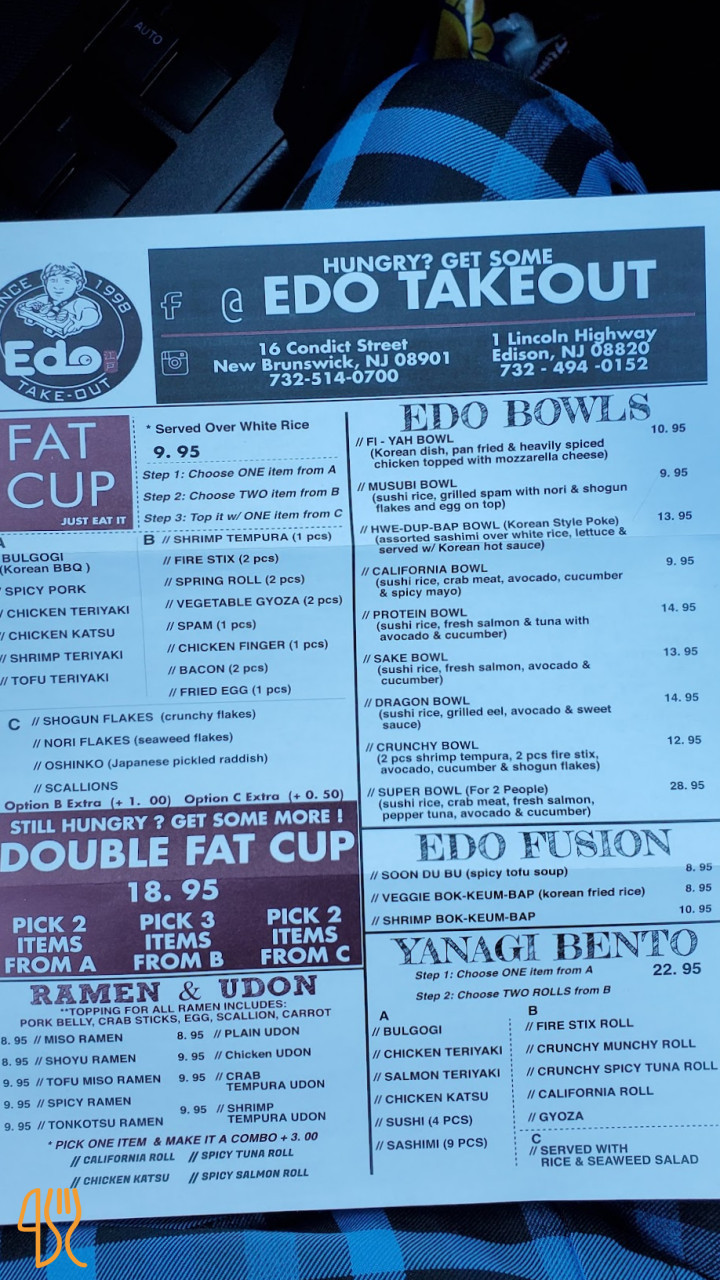 AUTO
SINCE 1998
Edo
TAKE-OUT
HUNGRY? GET SOME
@ EDO TAKEOUT
16 Condict Street
New Brunswick, NJ 08901
732-514-0700
1 Lincoln Highway
Edison, NJ 08820
732 - 494 -0152
FAT
CUP
JUST EAT IT
* Served Over White Rice
9. 95
Step 1: Choose ONE item from A
Step 2: Choose TWO item from B
Step 3: Top it w/ ONE item from C
A
BULGOGI
(Korean BBQ )
/ SPICY PORK
// CHICKEN TERIYAKI
// CHICKEN KATSU
// SHRIMP TERIYAKI
// TOFU TERIYAKI
B // SHRIMP TEMPURA (1 pcs)
// FIRE STIX (2 pcs)
// SPRING ROLL (2 pcs)
// VEGETABLE GYOZA (2 pcs)
// SPAM (1 pcs)
// CHICKEN FINGER (1 pcs)
// BACON (2 pcs)
// FRIED EGG (1 pcs)
C // SHOGUN FLAKES (crunchy flakes)
// NORI FLAKES (seaweed flakes)
// OSHINKO (Japanese pickled raddish)
// SCALLIONS
Option B Extra (+ 1. 00) Option C Extra (+ 0. 50)
STILL HUNGRY ? GET SOME MORE !
DOUBLE FAT CUP
18. 95
PICK 2
ITEMS
FROM A
PICK 3
ITEMS
FROM B
PICK 2
ITEMS
FROM C
RAMEN & UDON
**TOPPING FOR ALL RAMEN INCLUDES:
PORK BELLY, CRAB STICKS, EGG, SCALLION, CARROT
8. 95 // MISO RAMEN
8. 95 // SHOYU RAMEN
9. 95 // TOFU MISO RAMEN
9. 95 // SPICY RAMEN
9. 95 // TONKOTSU RAMEN
8. 95 // PLAIN UDON
9. 95 // Chicken UDON
9. 95 // CRAB
TEMPURA UDON
9. 95 // SHRIMP
TEMPURA UDON
* PICK ONE ITEM & MAKE IT A COMBO + 3. 00
// CALIFORNIA ROLL // SPICY TUNA ROLL
// CHICKEN KATSU // SPICY SALMON ROLL
EDO BOWLS
// FI - YAH BOWL 10. 95
(Korean dish, pan fried & heavily spiced
chicken topped with mozzarella cheese)
// MUSUBI BOWL 9. 95
(sushi rice, grilled spam with nori & shogun
flakes and egg on top)
// HWE-DUP-BAP BOWL (Korean Style Poke) 13. 95
(assorted sashimi over white rice, lettuce &
served w/ Korean hot sauce)
// CALIFORNIA BOWL 9. 95
(sushi rice, crab meat, avocado, cucumber
& spicy mayo)
// PROTEIN BOWL 14. 95
(sushi rice, fresh salmon & tuna with
avocado & cucumber)
// SAKE BOWL 13. 95
(sushi rice, fresh salmon, avocado &
cucumber)
// DRAGON BOWL 14. 95
(sushi rice, grilled eel, avocado & sweet
sauce)
// CRUNCHY BOWL 12. 95
(2 pcs shrimp tempura, 2 pcs fire stix,
avocado, cucumber & shogun flakes)
// SUPER BOWL (For 2 People) 28. 95
(sushi rice, crab meat, fresh salmon,
pepper tuna, avocado & cucumber)
EDO FUSION
// SOON DU BU (spicy tofu soup) 8. 95
// VEGGIE BOK-KEUM-BAP (korean fried rice) 8. 95
// SHRIMP BOK-KEUM-BAP 10. 95
YANAGI BENTO
Step 1: Choose ONE item from A 22. 95
Step 2: Choose TWO ROLLS from B
A
// BULGOGI
// CHICKEN TERIYAKI
// SALMON TERIYAKI
// CHICKEN KATSU
// SUSHI (4 PCS)
// SASHIMI (9 PCS)
B
// FIRE STIX ROLL
// CRUNCHY MUNCHY ROLL
// CRUNCHY SPICY TUNA ROLL
// CALIFORNIA ROLL
// GYOZA
C
// SERVED WITH
RICE & SEAWEED SALAD